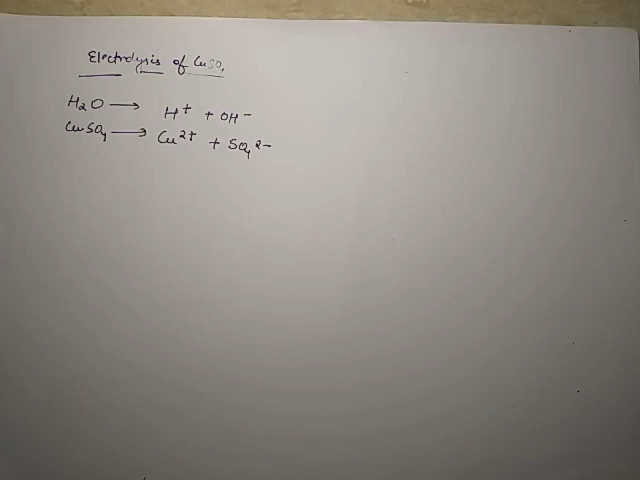 Electrolysis of CuSO₄
H₂O ⟶ H⁺ + OH⁻
CuSO₄ ⟶ Cu²⁺ + SO₄²⁻